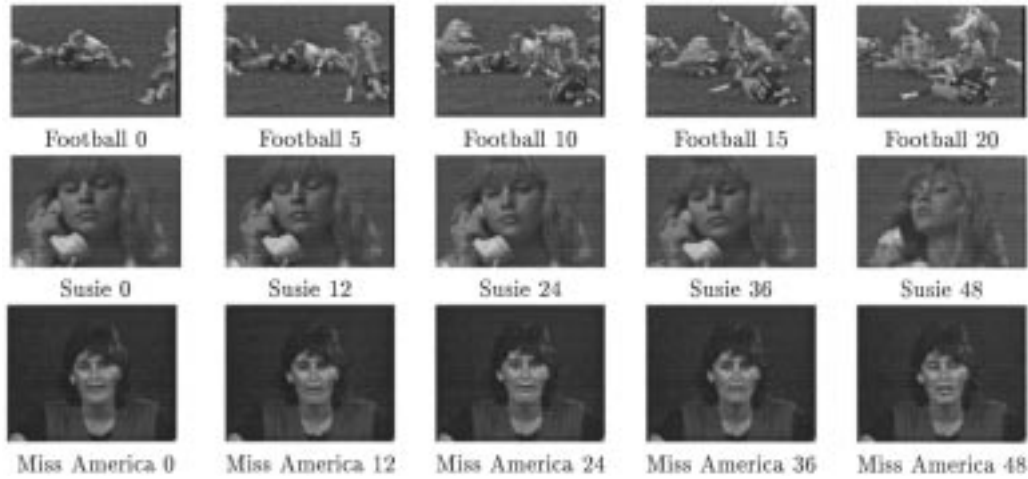 Football 0 Football 5 Football 10 Football 15 Football 20
Susie 0 Susie 12 Susie 24 Susie 36 Susie 48
Miss America 0 Miss America 12 Miss America 24 Miss America 36 Miss America 48